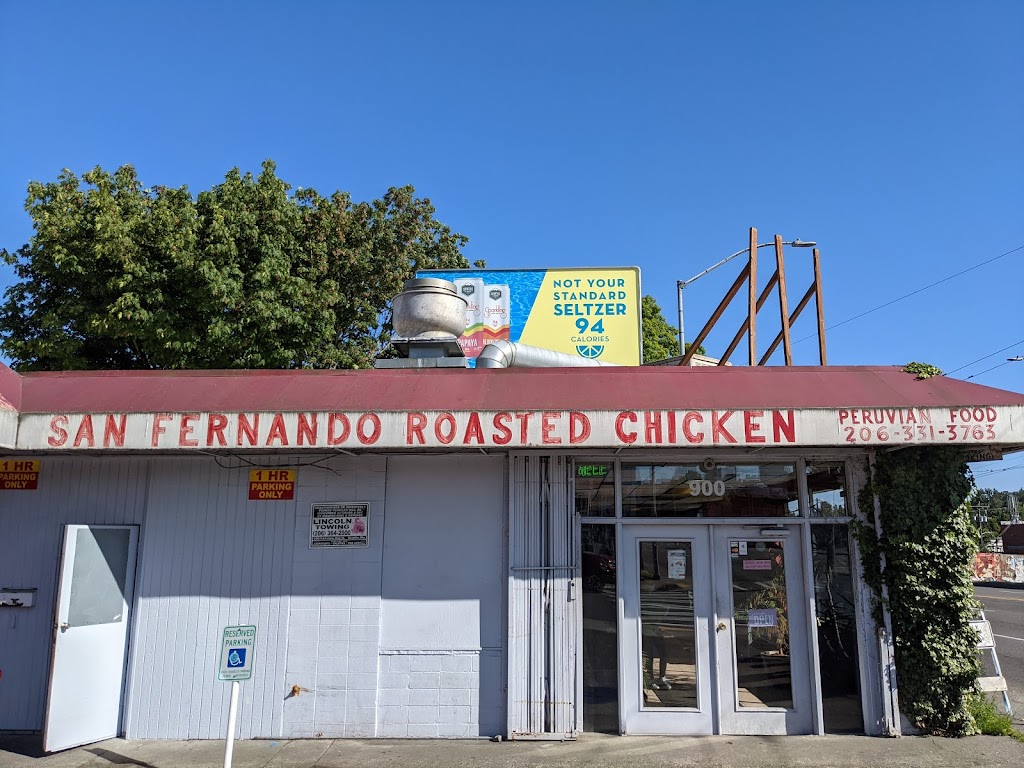 NOT YOUR
STANDARD
SELTZER
94
CALORIES
SAN FERNANDO ROASTED CHICKEN
PERUVIAN FOOD
206-331-3763
1 HR
PARKING
ONLY
1 HR
PARKING
ONLY
LINCOLN
TOWING
900
RESERVED
PARKING